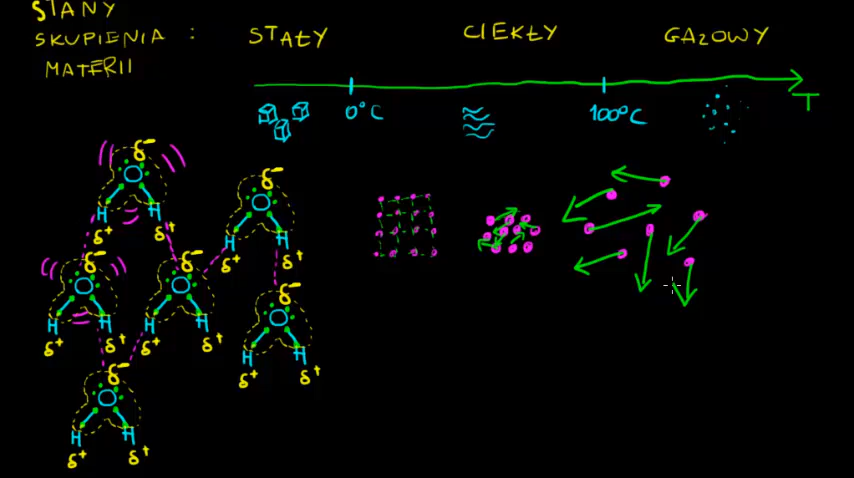 STANY
SKUPIENIA : STAŁY CIEKŁY GAZOWY
MATERII
0°C 100°C T
δ-
O
H H
δ+ δ+
δ-
O
H H
δ+ δ+
δ-
O
H H
δ+ δ+
δ-
O
H H
δ+ δ+
δ-
O
H H
δ+ δ+
δ-
O
H H
δ+ δ+